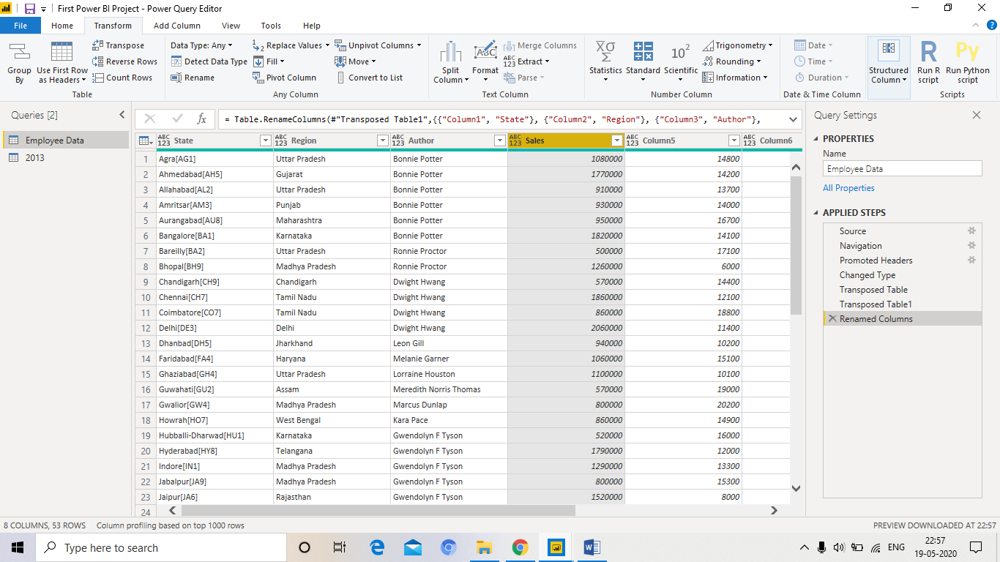 First Power BI Project - Power Query Editor
File Home Transform Add Column View Tools Help
Group By
Use First Row as Headers
Transpose
Reverse Rows
Count Rows
Table
Data Type: Any
Detect Data Type
Rename
Replace Values
Fill
Pivot Column
Unpivot Columns
Move
Convert to List
Any Column
Split Column
Format
Merge Columns
Extract
Parse
Text Column
Statistics
Standard
Scientific
Trigonometry
Rounding
Information
Number Column
Date
Time
Duration
Date & Time Column
Structured Column
Run R script
Run Python script
Scripts
Queries [2]
Employee Data
2013
= Table.RenameColumns(#"Transposed Table1",{{"Column1", "State"}, {"Column2", "Region"}, {"Column3", "Author"},
State Region Author Sales Column5 Column6
1 Agra[AG1] Uttar Pradesh Bonnie Potter 1080000 14800
2 Ahmedabad[AH5] Gujarat Bonnie Potter 1770000 14200
3 Allahabad[AL2] Uttar Pradesh Bonnie Potter 910000 13700
4 Amritsar[AM3] Punjab Bonnie Potter 930000 14000
5 Aurangabad[AU8] Maharashtra Bonnie Potter 950000 16700
6 Bangalore[BA1] Karnataka Bonnie Potter 1820000 14100
7 Bareilly[BA2] Uttar Pradesh Ronnie Proctor 500000 17100
8 Bhopal[BH9] Madhya Pradesh Ronnie Proctor 1260000 6000
9 Chandigarh[CH9] Chandigarh Dwight Hwang 570000 14400
10 Chennai[CH7] Tamil Nadu Dwight Hwang 1860000 12100
11 Coimbatore[CO7] Tamil Nadu Dwight Hwang 860000 18800
12 Delhi[DE3] Delhi Dwight Hwang 2060000 11400
13 Dhanbad[DH5] Jharkhand Leon Gill 940000 10200
14 Faridabad[FA4] Haryana Melanie Garner 1060000 15100
15 Ghaziabad[GH4] Uttar Pradesh Lorraine Houston 1100000 10100
16 Guwahati[GU2] Assam Meredith Norris Thomas 570000 19000
17 Gwalior[GW4] Madhya Pradesh Marcus Dunlap 800000 20200
18 Howrah[HO7] West Bengal Kara Pace 860000 14900
19 Hubballi-Dharwad[HU1] Karnataka Gwendolyn F Tyson 520000 16000
20 Hyderabad[HY8] Telangana Gwendolyn F Tyson 1790000 12000
21 Indore[IN1] Madhya Pradesh Gwendolyn F Tyson 1290000 13300
22 Jabalpur[JA9] Madhya Pradesh Gwendolyn F Tyson 800000 15300
23 Jaipur[JA6] Rajasthan Gwendolyn F Tyson 1520000 8000
24
Query Settings
PROPERTIES
Name
Employee Data
All Properties
APPLIED STEPS
Source
Navigation
Promoted Headers
Changed Type
Transposed Table
Transposed Table1
Renamed Columns
8 COLUMNS, 53 ROWS Column profiling based on top 1000 rows
PREVIEW DOWNLOADED AT 22:57
Type here to search
ENG
22:57
19-05-2020